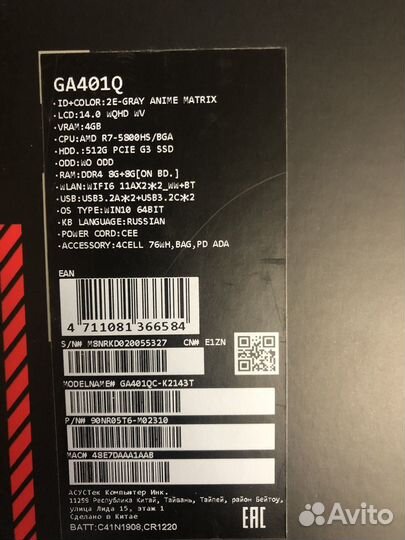 GA401Q
·ID+COLOR:2E-GRAY ANIME MATRIX
·LCD:14.0 WQHD WV
·VRAM:4GB
·CPU:AMD R7-5800HS/BGA
·HDD.:512G PCIE G3 SSD
·ODD:WO ODD
·RAM:DDR4 8G+8G[ON BD.]
·WLAN:WIFI6 11AX2*2_WW+BT
·USB:USB3.2A*2+USB3.2C*2
·OS TYPE:WIN10 64BIT
·KB LANGUAGE:RUSSIAN
·POWER CORD:CEE
·ACCESSORY:4CELL 76WH,BAG,PD ADA
EAN
4 711081 366584
S/N# M8NRKD020055327 CN# E1ZN
MODELNAME# GA401QC-K2143T
P/N# 90NR05T6-M02310
MAC# 48E7DAAA1AAB
АСУСТек Компьютер Инк.
11259 Республика Китай, Тайвань, Тайпей, район Бейтоу,
улица Лиде 15, этаж 1
Сделано в Китае
BATT:C41N1908,CR1220
EAC
Avito